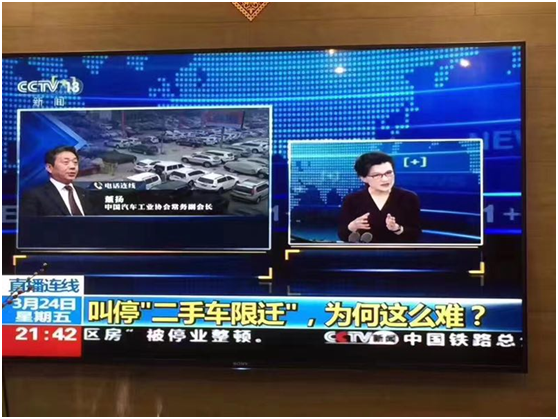 CCTV 13
新闻
电话连线
中国汽车工业协会常务副会长
[+]
NEW
1+
直播连线
3月24日
星期五
叫停"二手车限迁"，为何这么难？
21:42
区房”被停业整顿。
CCTV
中国铁路总
SONY